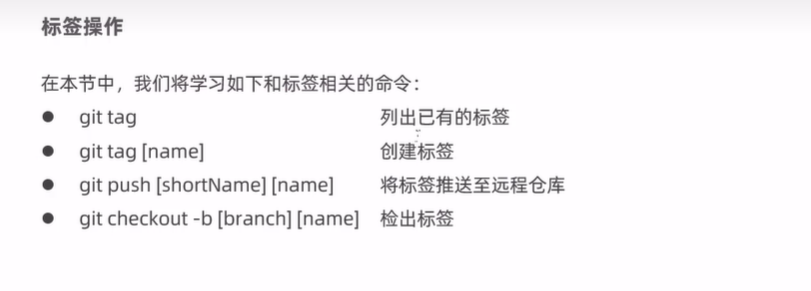 标签操作
在本节中，我们将学习如下和标签相关的命令：
● git tag 列出已有的标签
● git tag [name] 创建标签
● git push [shortName] [name] 将标签推送至远程仓库
● git checkout -b [branch] [name] 检出标签